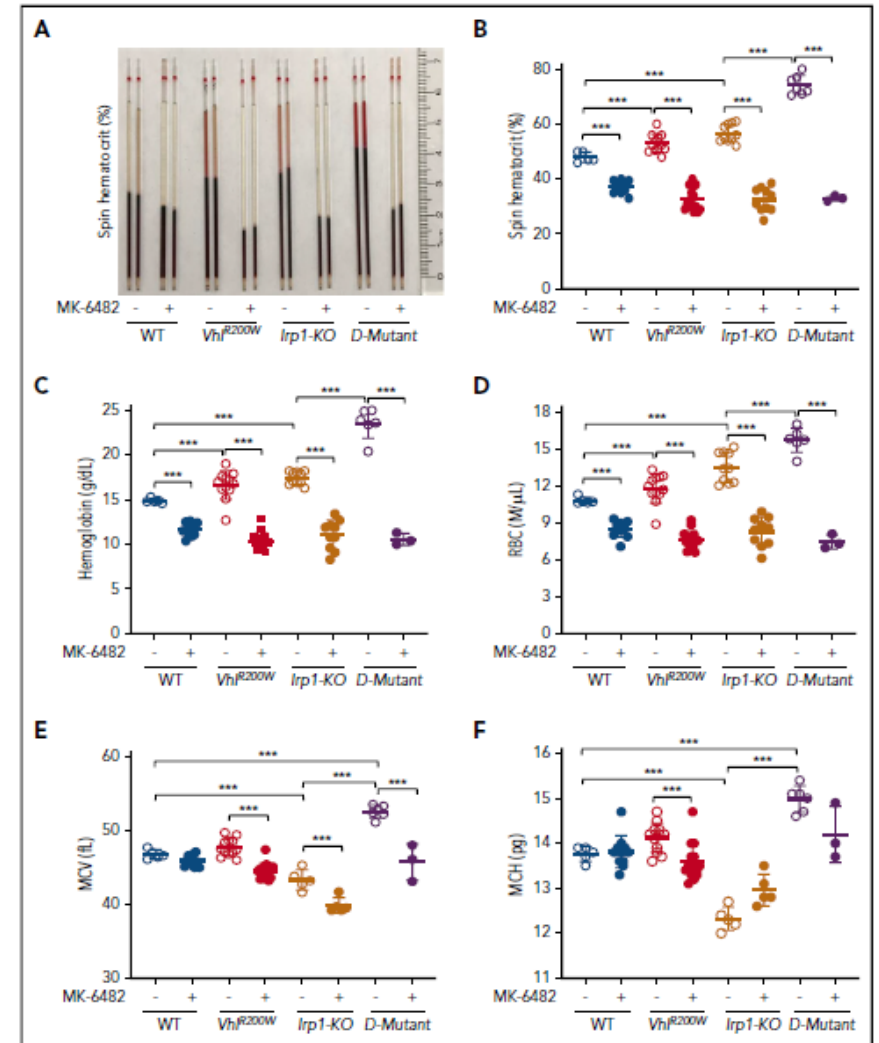 A
Spin hematocrit (%)
MK-6482 - + - + - + - +
WT Vhl^R200W Irp1-KO D-Mutant
B
Spin hematocrit (%)
80
60
40
20
0
*** *** *** *** *** *** ***
MK-6482 - + - + - + - +
WT Vhl^R200W Irp1-KO D-Mutant
C
Hemoglobin (g/dL)
25
20
15
10
5
0
*** *** *** *** *** *** ***
MK-6482 - + - + - + - +
WT Vhl^R200W Irp1-KO D-Mutant
D
RBC (M/μL)
18
15
12
9
6
3
0
*** *** *** *** *** *** ***
MK-6482 - + - + - + - +
WT Vhl^R200W Irp1-KO D-Mutant
E
MCV (fL)
60
50
40
30
*** *** *** *** *** ***
MK-6482 - + - + - + - +
WT Vhl^R200W Irp1-KO D-Mutant
F
MCH (pg)
16
15
14
13
12
11
*** *** *** ***
MK-6482 - + - + - + - +
WT Vhl^R200W Irp1-KO D-Mutant